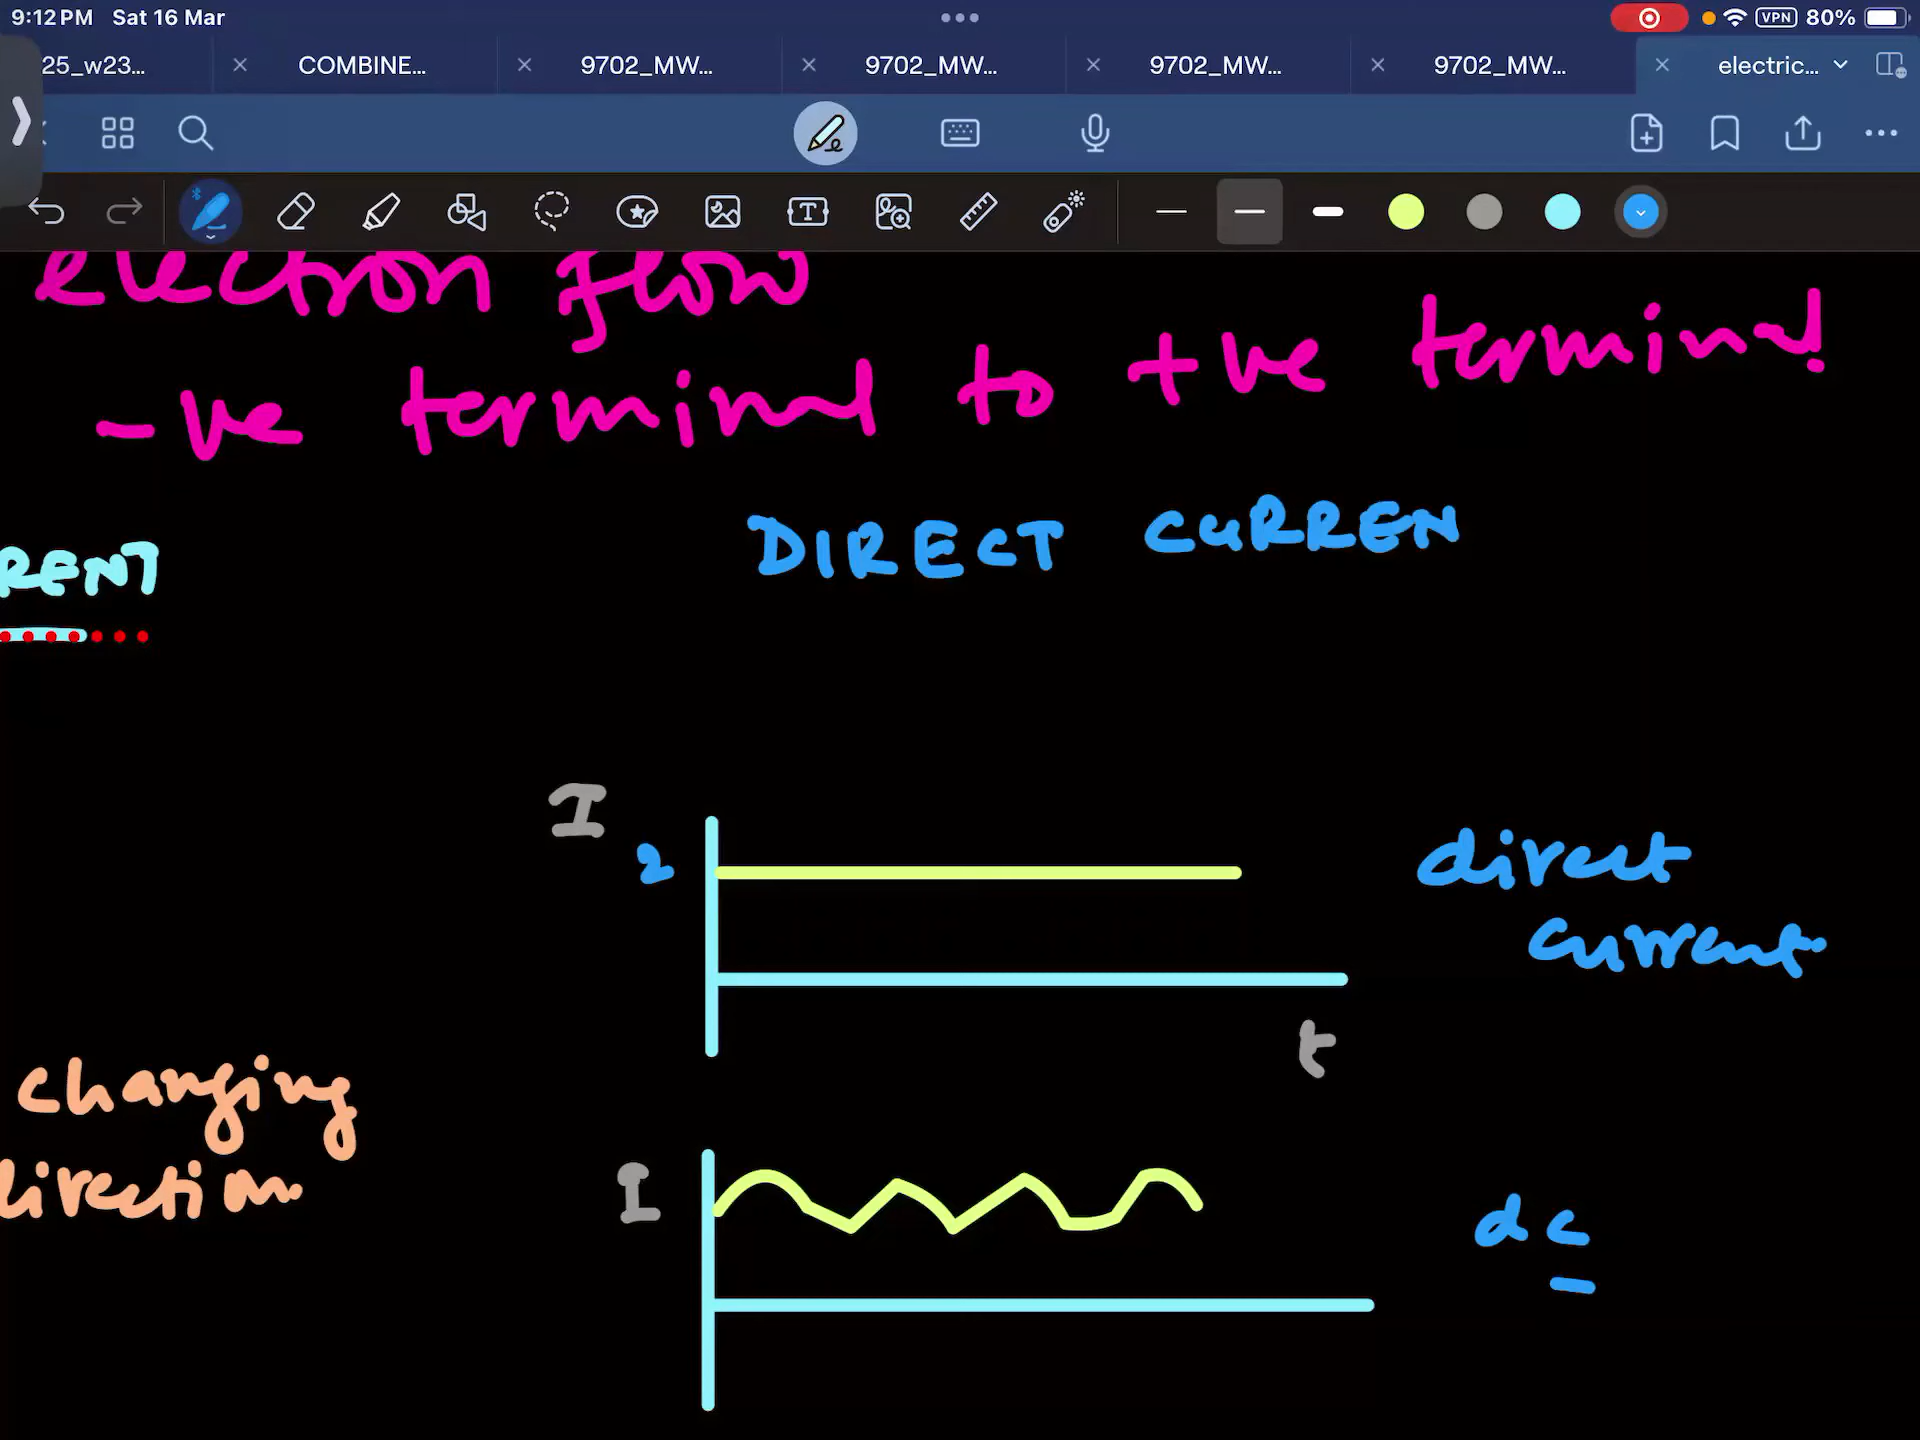 9:12 PM Sat 16 Mar
VPN 80%
25_w23...
COMBINE...
9702_MW...
9702_MW...
9702_MW...
9702_MW...
electric...
electron flow
-ve terminal to +ve terminal
DIRECT CURREN
RENT
I
2
direct
current
t
changing
direction
I
dc